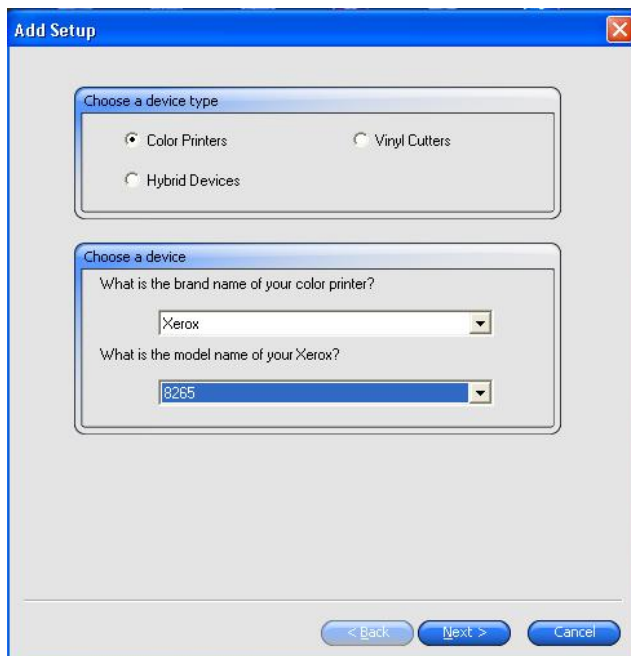 Add Setup
Choose a device type
Color Printers
Vinyl Cutters
Hybrid Devices
Choose a device
What is the brand name of your color printer?
Xerox
What is the model name of your Xerox?
8265
< Back
Next >
Cancel